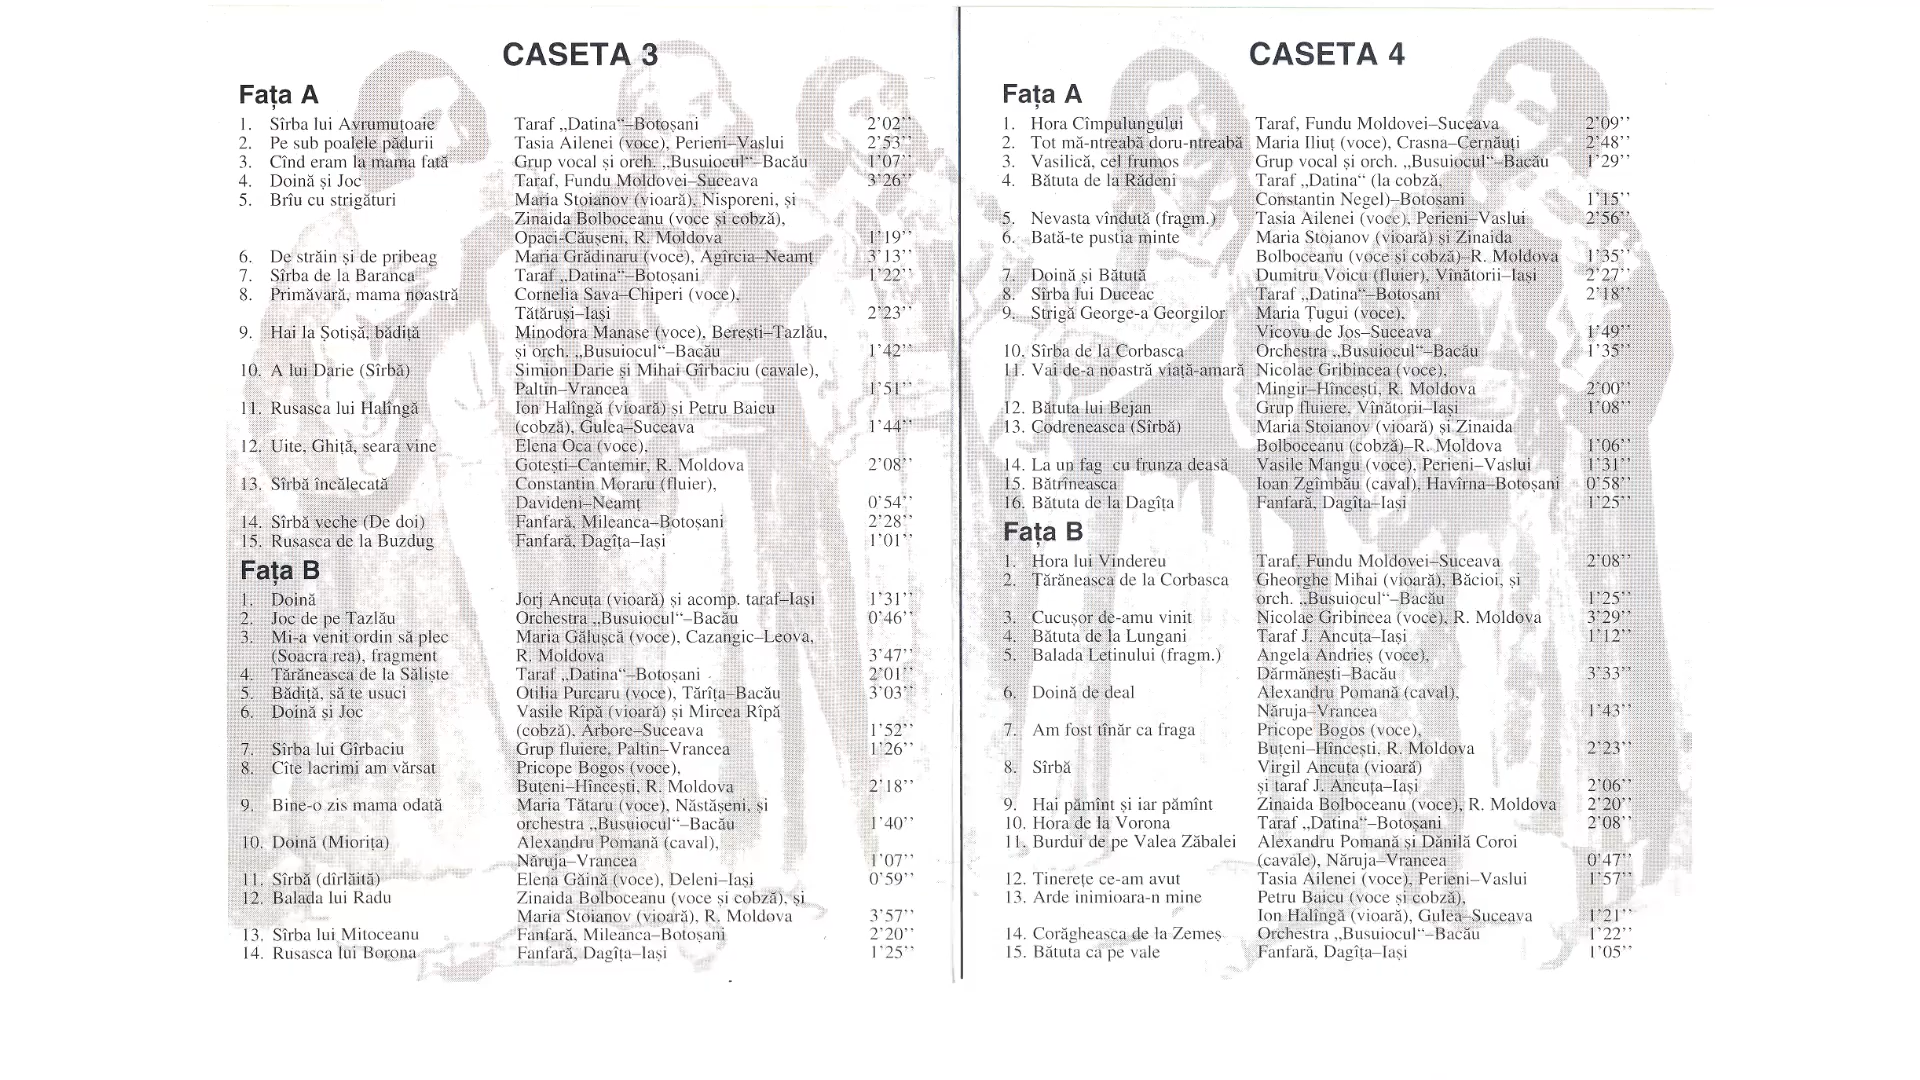 CASETA 3
Fața A
1. Sîrba lui Avrumuțoaie Taraf „Datina“–Botoșani 2’02’’
2. Pe sub poalele pădurii Tasia Ailenei (voce), Perieni–Vaslui 2’53’’
3. Cînd eram la mama fată Grup vocal și orch. „Busuiocul“–Bacău 1’07’’
4. Doină și Joc Taraf, Fundu Moldovei–Suceava 3’26’’
5. Brîu cu strigături Maria Stoianov (vioară), Nisporeni, și
Zinaida Bolboceanu (voce și cobză),
Opaci-Căușeni, R. Moldova 1’19’’
6. De străin și de pribeag Maria Grădinaru (voce), Agîrcia–Neamț 3’13’’
7. Sîrba de la Baranca Taraf „Datina“–Botoșani 1’22’’
8. Primăvară, mama noastră Cornelia Sava–Chiperi (voce),
Tătăruși–Iași 2’23’’
9. Hai la Șotișă, bădiță Minodora Manase (voce), Berești–Tazlău,
și orch. „Busuiocul“–Bacău 1’42’’
10. A lui Darie (Sîrbă) Simion Darie și Mihai Gîrbaciu (cavale),
Paltin–Vrancea 1’51’’
11. Rusasca lui Halîngă Ion Halîngă (vioară) și Petru Baicu
(cobză), Gulea–Suceava 1’44’’
12. Uite, Ghiță, seara vine Elena Oca (voce),
Gotești–Cantemir, R. Moldova 2’08’’
13. Sîrbă încălecată Constantin Moraru (fluier),
Davideni–Neamț 0’54’’
14. Sîrbă veche (De doi) Fanfară, Mileanca–Botoșani 2’28’’
15. Rusasca de la Buzdug Fanfară, Dagîța–Iași 1’01’’
Fața B
1. Doină Jorj Ancuța (vioară) și acomp. taraf–Iași 1’31’’
2. Joc de pe Tazlău Orchestra „Busuiocul“–Bacău 0’46’’
3. Mi-a venit ordin să plec Maria Găluşcă (voce), Cazangic–Leova,
(Soacra rea), fragment R. Moldova 3’47’’
4. Țărăneasca de la Săliște Taraf „Datina“–Botoșani 2’01’’
5. Bădiță, să te usuci Otilia Purcaru (voce), Tărîța–Bacău 3’03’’
6. Doină și Joc Vasile Rîpă (vioară) și Mircea Rîpă
(cobză), Arbore–Suceava 1’52’’
7. Sîrba lui Gîrbaciu Grup fluiere, Paltin–Vrancea 1’26’’
8. Cîte lacrimi am vărsat Pricope Bogos (voce),
Buțeni–Hîncești, R. Moldova 2’18’’
9. Bine-o zis mama odată Maria Tătaru (voce), Năstășeni, și
orchestra „Busuiocul“–Bacău 1’40’’
10. Doină (Miorița) Alexandru Pomană (caval),
Năruja–Vrancea 1’07’’
11. Sîrbă (dîrlăită) Elena Găină (voce), Deleni–Iași 0’59’’
12. Balada lui Radu Zinaida Bolboceanu (voce și cobză), și
Maria Stoianov (vioară), R. Moldova 3’57’’
13. Sîrba lui Mitoceanu Fanfară, Mileanca–Botoșani 2’20’’
14. Rusasca lui Borona Fanfară, Dagîța–Iași 1’25’’
CASETA 4
Fața A
1. Hora Cîmpulungului Taraf, Fundu Moldovei–Suceava 2’09’’
2. Tot mă-ntreabă doru-ntreabă Maria Iliuț (voce), Crasna–Cernăuți 2’48’’
3. Vasilică, cel frumos Grup vocal și orch. „Busuiocul“–Bacău 1’29’’
4. Bătuta de la Rădeni Taraf „Datina“ (la cobză,
Constantin Negel)–Botoșani 1’15’’
5. Nevasta vîndută (fragm.) Tasia Ailenei (voce), Perieni–Vaslui 2’56’’
6. Bată-te pustia minte Maria Stoianov (vioară) și Zinaida
Bolboceanu (voce și cobză)–R. Moldova 1’35’’
7. Doină și Bătută Dumitru Voicu (fluier), Vînătorii–Iași 2’27’’
8. Sîrba lui Duceac Taraf „Datina“–Botoșani 2’18’’
9. Strigă George-a Georgilor Maria Țugui (voce),
Vicovu de Jos–Suceava 1’49’’
10. Sîrba de la Corbasca Orchestra „Busuiocul“–Bacău 1’35’’
11. Vai de-a noastră viață-amară Nicolae Gribincea (voce),
Mingir–Hîncești, R. Moldova 2’00’’
12. Bătuta lui Bejan Grup fluiere, Vînătorii–Iași 1’08’’
13. Codreneasca (Sîrbă) Maria Stoianov (vioară) și Zinaida
Bolboceanu (cobză)–R. Moldova 1’06’’
14. La un fag cu frunza deasă Vasile Mangu (voce), Perieni–Vaslui 1’31’’
15. Bătrîneasca Ioan Zgîmbău (caval), Havîrna–Botoșani 0’58’’
16. Bătuta de la Dagîța Fanfară, Dagîța–Iași 1’25’’
Fața B
1. Hora lui Vindereu Taraf, Fundu Moldovei–Suceava 2’08’’
2. Țărăneasca de la Corbasca Gheorghe Mihai (vioară), Băcioi, și
orch. „Busuiocul“–Bacău 1’25’’
3. Cucușor de-amu vinit Nicolae Gribincea (voce), R. Moldova 3’29’’
4. Bătuta de la Lungani Taraf J. Ancuța–Iași 1’12’’
5. Balada Letinului (fragm.) Angela Andrieș (voce),
Dărmănești–Bacău 3’33’’
6. Doină de deal Alexandru Pomană (caval),
Năruja–Vrancea 1’43’’
7. Am fost tînăr ca fraga Pricope Bogos (voce),
Buțeni–Hîncești, R. Moldova 2’23’’
8. Sîrbă Virgil Ancuța (vioară)
și taraf J. Ancuța–Iași 2’06’’
9. Hai pămînt și iar pămînt Zinaida Bolboceanu (voce), R. Moldova 2’20’’
10. Hora de la Vorona Taraf „Datina“–Botoșani 2’08’’
11. Burdui de pe Valea Zăbalei Alexandru Pomană și Dănilă Coroi
(cavale), Năruja–Vrancea 0’47’’
12. Tinerețe ce-am avut Tasia Ailenei (voce), Perieni–Vaslui 1’57’’
13. Arde inimioara-n mine Petru Baicu (voce și cobză),
Ion Halîngă (vioară), Gulea–Suceava 1’21’’
14. Corăgheasca de la Zemeș Orchestra „Busuiocul“–Bacău 1’22’’
15. Bătuta ca pe vale Fanfară, Dagîța–Iași 1’05’’